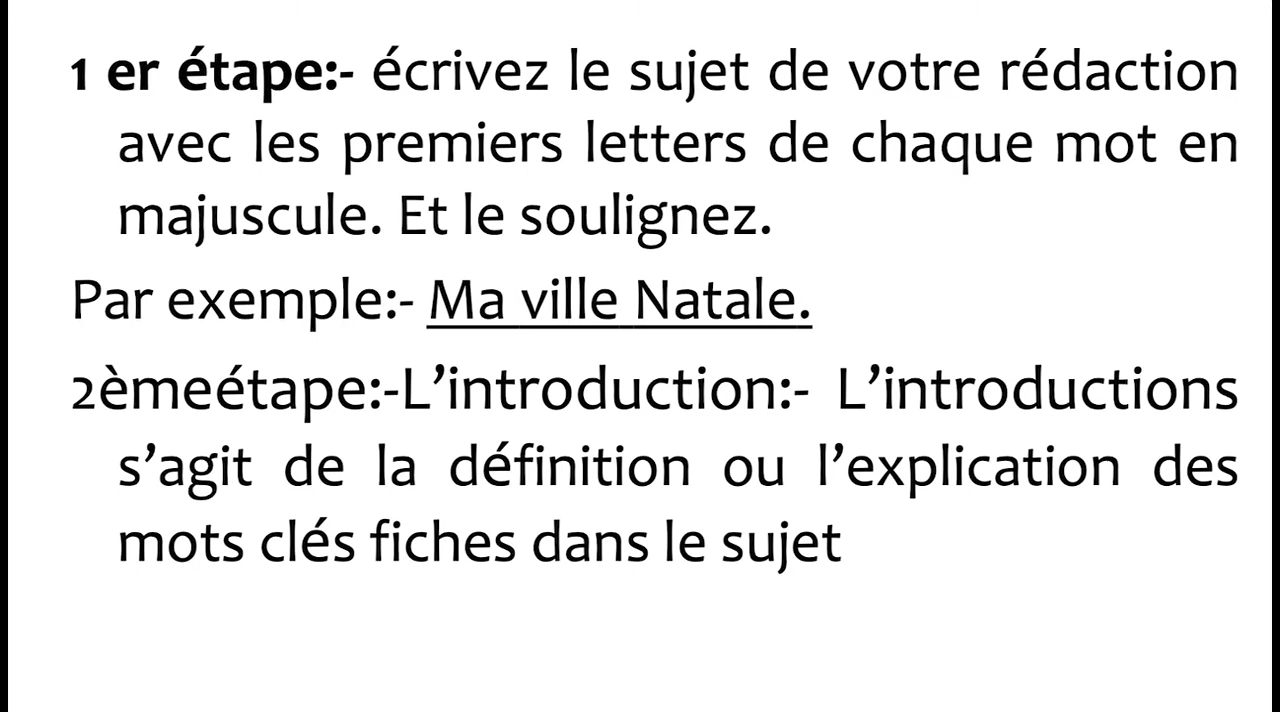 1 er étape:- écrivez le sujet de votre rédaction
avec les premiers letters de chaque mot en
majuscule. Et le soulignez.
Par exemple:- Ma ville Natale.
2èmeétape:-L’introduction:- L’introductions
s’agit de la définition ou l’explication des
mots clés fiches dans le sujet